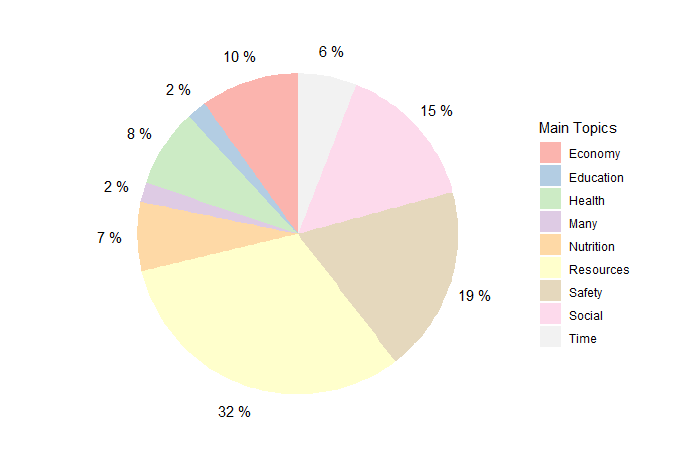 10 %
6 %
2 %
15 %
8 %
2 %
7 %
19 %
32 %
Main Topics
Economy
Education
Health
Many
Nutrition
Resources
Safety
Social
Time